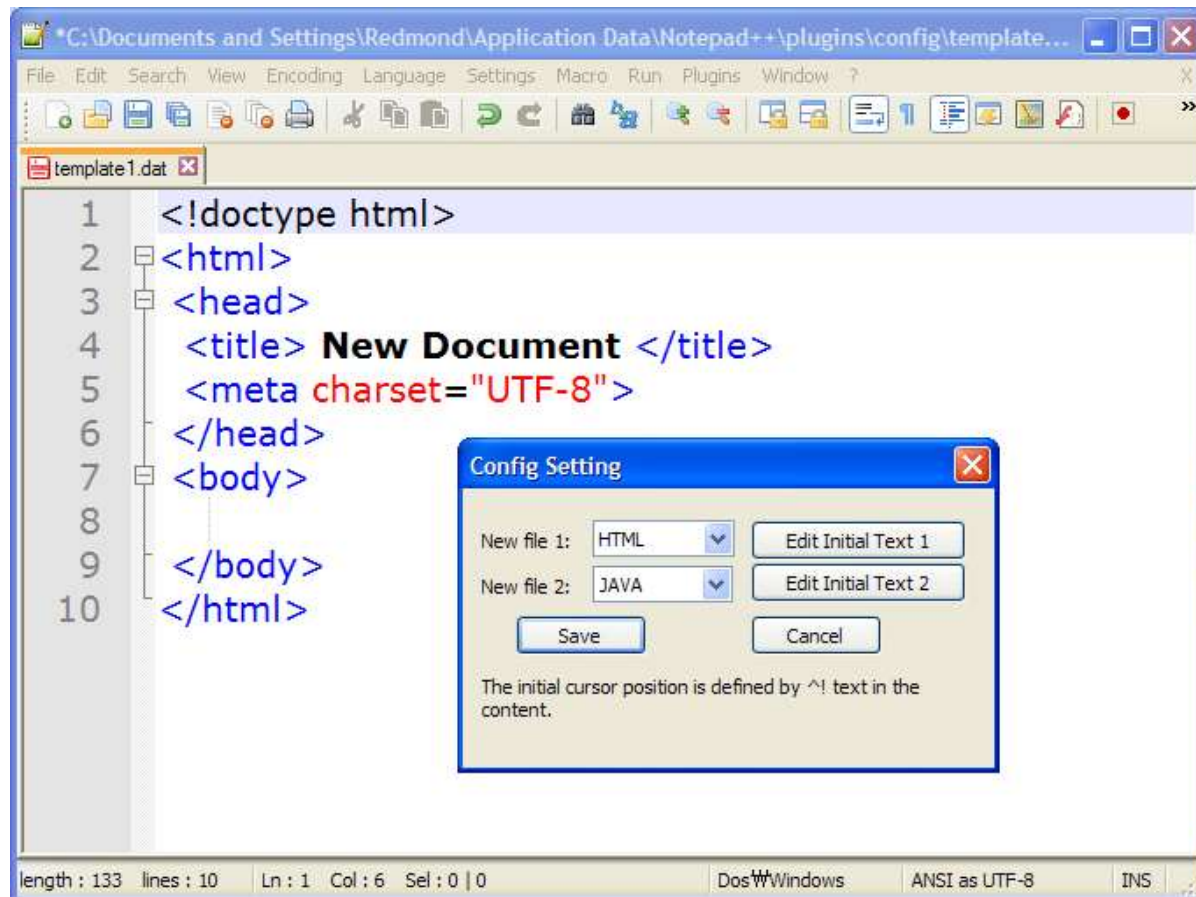 *C:\Documents and Settings\Redmond\Application Data\Notepad++\plugins\config\template...
File Edit Search View Encoding Language Settings Macro Run Plugins Window ? X
template1.dat
1 <!doctype html>
2 <html>
3 <head>
4 <title> New Document </title>
5 <meta charset="UTF-8">
6 </head>
7 <body>
8
9 </body>
10 </html>
Config Setting
New file 1: HTML Edit Initial Text 1
New file 2: JAVA Edit Initial Text 2
Save Cancel
The initial cursor position is defined by ^! text in the
content.
length : 133 lines : 10 Ln : 1 Col : 6 Sel : 0 | 0 Dos₩Windows ANSI as UTF-8 INS